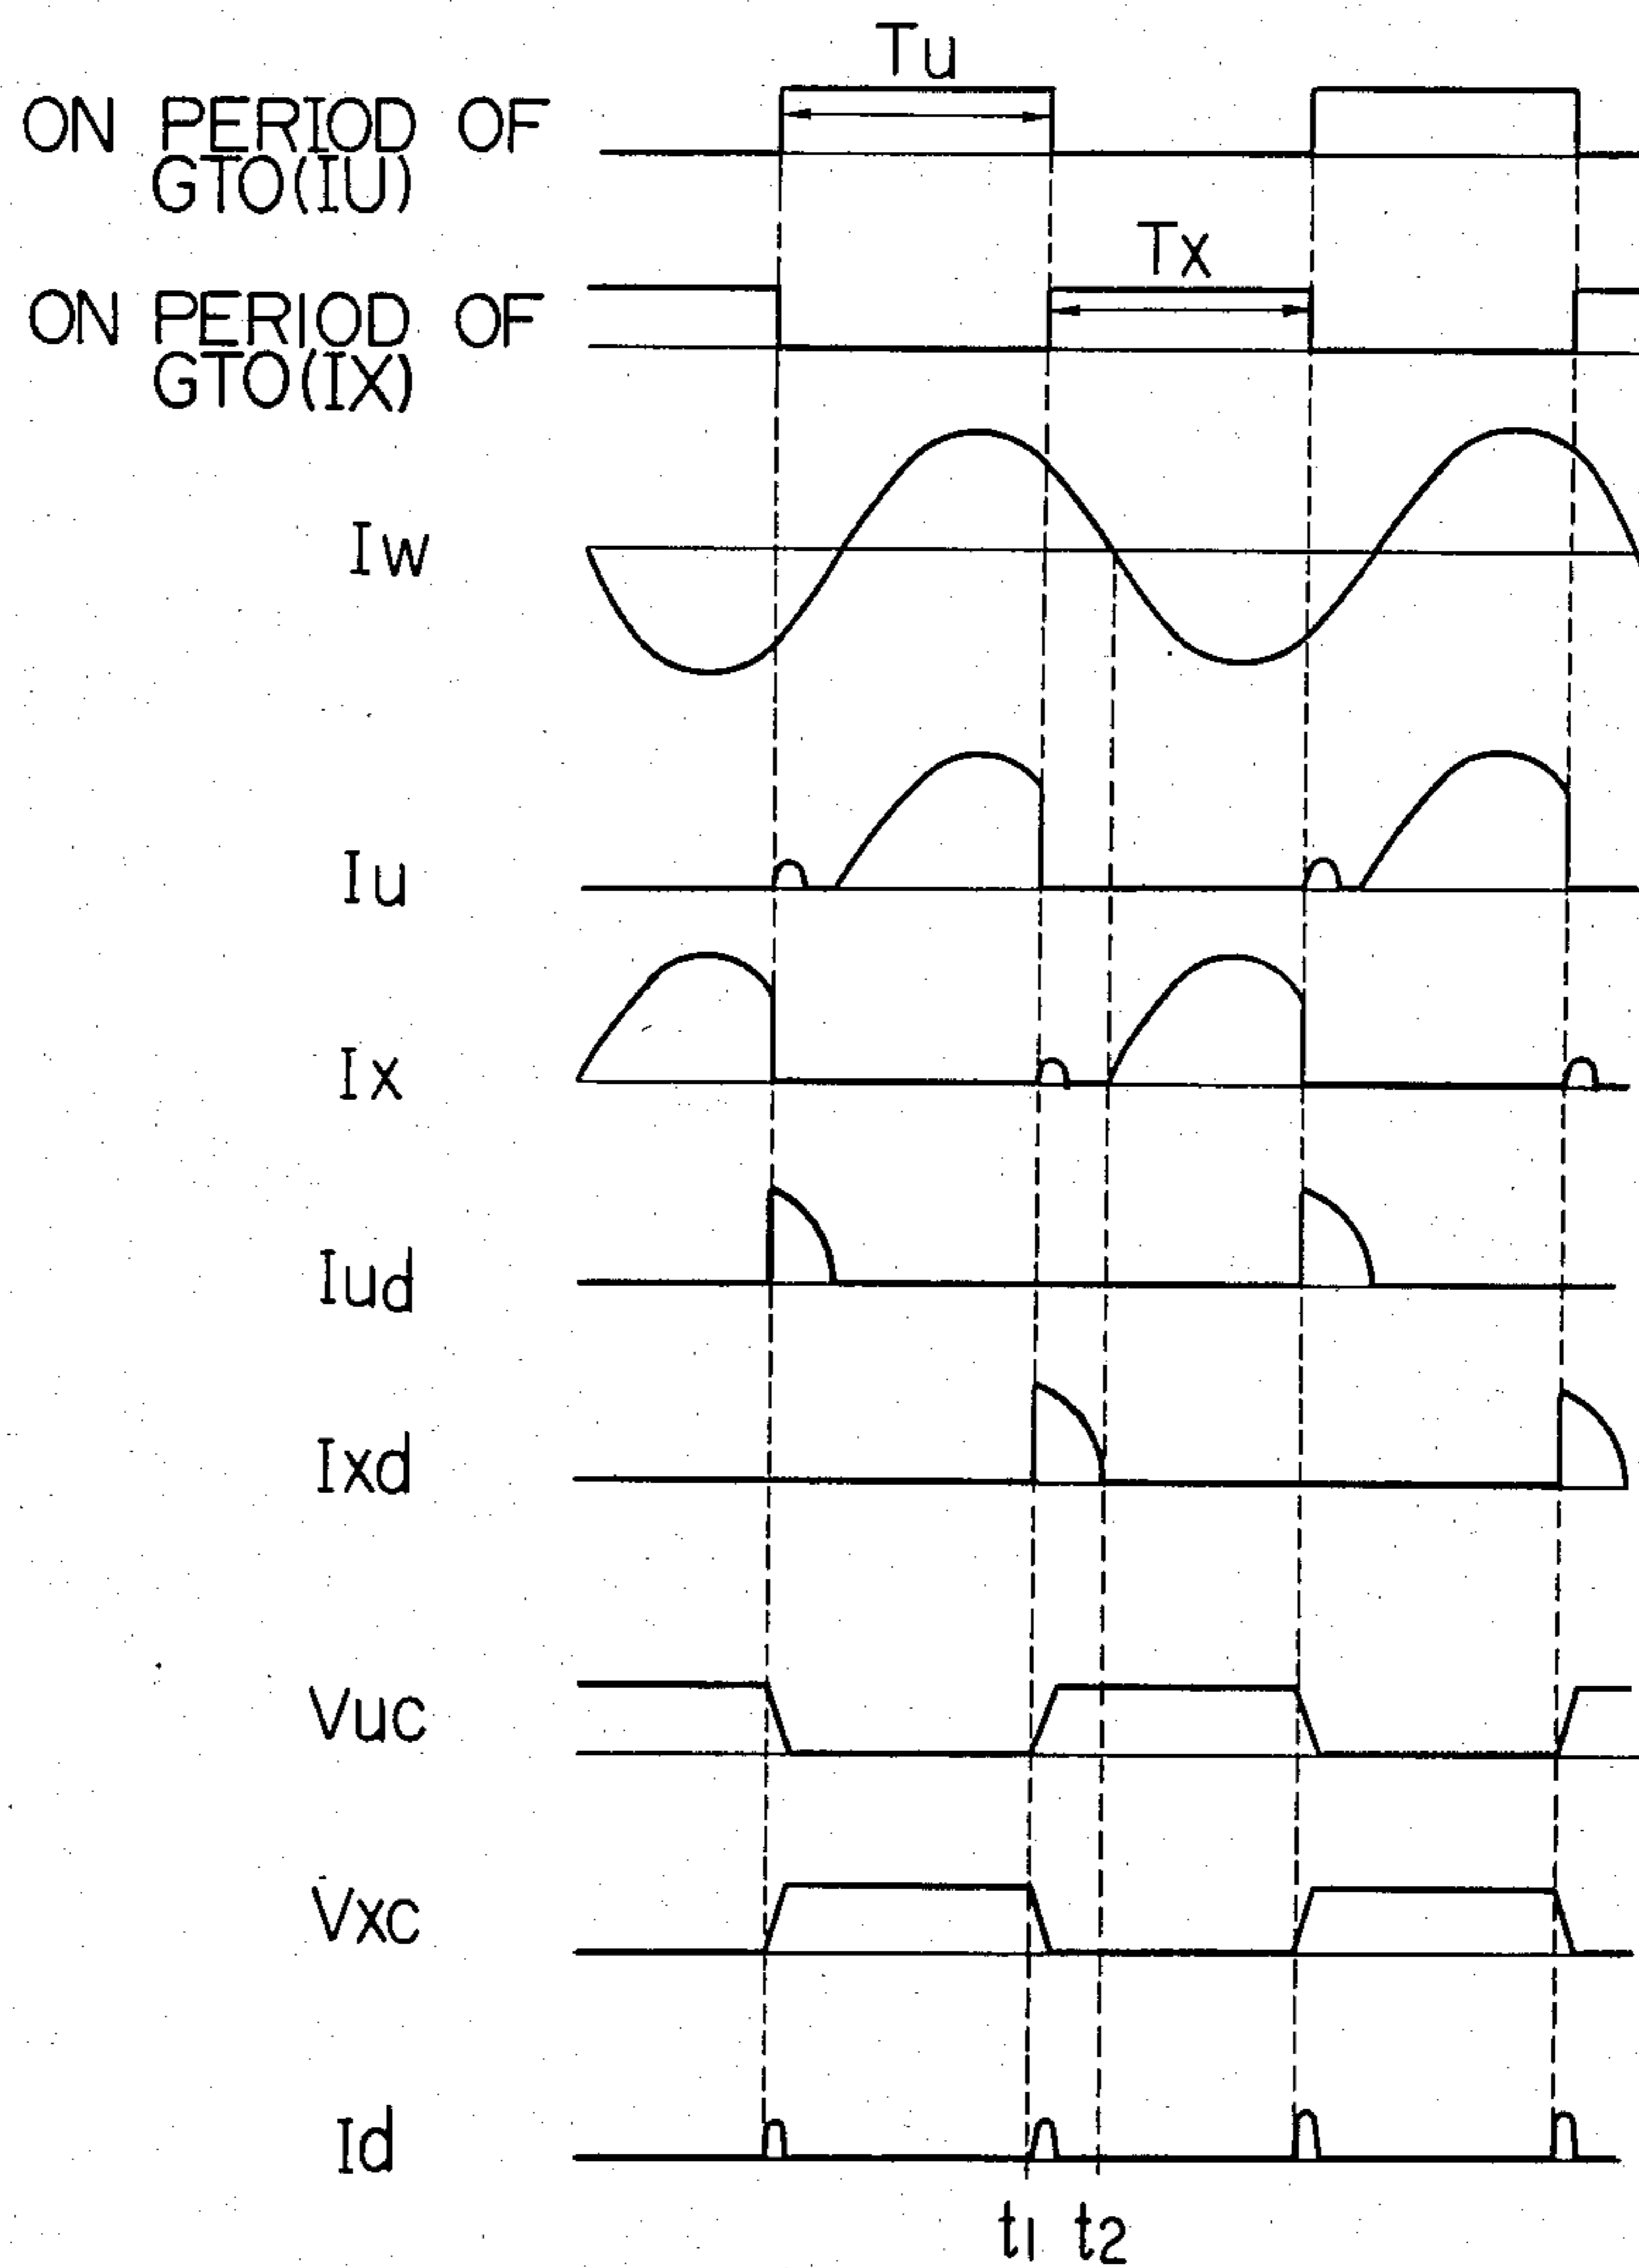 Tu
ON PERIOD OF
GTO(IU)
Tx
ON PERIOD OF
GTO(IX)
Iw
Iu
Ix
Iud
Ixd
Vuc
Vxc
Id
t1 t2